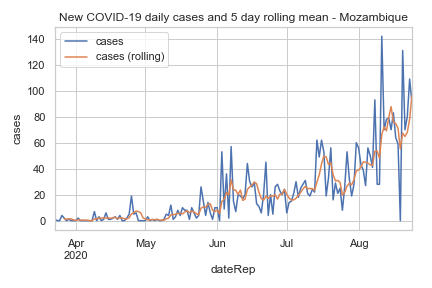 New COVID-19 daily cases and 5 day rolling mean - Mozambique
cases
cases (rolling)
cases
140
120
100
80
60
40
20
0
Apr
2020
May
Jun
Jul
Aug
dateRep